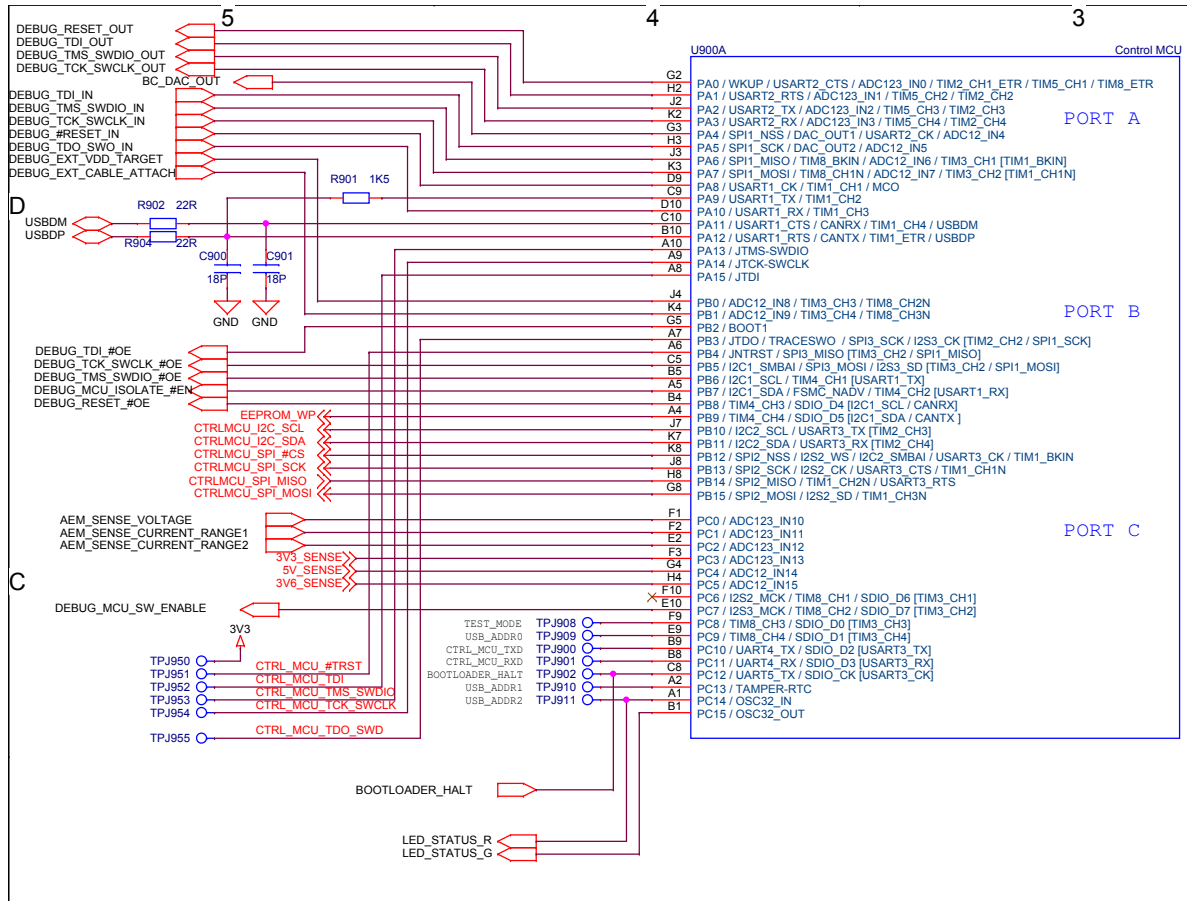 5
4
3
DEBUG_RESET_OUT
DEBUG_TDI_OUT
DEBUG_TMS_SWDIO_OUT
DEBUG_TCK_SWCLK_OUT
BC_DAC_OUT
DEBUG_TDI_IN
DEBUG_TMS_SWDIO_IN
DEBUG_TCK_SWCLK_IN
DEBUG_#RESET_IN
DEBUG_TDO_SWO_IN
DEBUG_EXT_VDD_TARGET
DEBUG_EXT_CABLE_ATTACH
R901 1K5
D
R902 22R
USBDM
USBDP
R904 22R
C900
C901
18P
18P
GND
GND
DEBUG_TDI_#OE
DEBUG_TCK_SWCLK_#OE
DEBUG_TMS_SWDIO_#OE
DEBUG_MCU_ISOLATE_#EN
DEBUG_RESET_#OE
EEPROM_WP
CTRLMCU_I2C_SCL
CTRLMCU_I2C_SDA
CTRLMCU_SPI_#CS
CTRLMCU_SPI_SCK
CTRLMCU_SPI_MISO
CTRLMCU_SPI_MOSI
AEM_SENSE_VOLTAGE
AEM_SENSE_CURRENT_RANGE1
AEM_SENSE_CURRENT_RANGE2
3V3_SENSE
5V_SENSE
3V6_SENSE
C
DEBUG_MCU_SW_ENABLE
3V3
TPJ950
TPJ951 CTRL_MCU_#TRST
TPJ952 CTRL_MCU_TDI
TPJ953 CTRL_MCU_TMS_SWDIO
TPJ954 CTRL_MCU_TCK_SWCLK
TPJ955 CTRL_MCU_TDO_SWD
TEST_MODE TPJ908
USB_ADDR0 TPJ909
CTRL_MCU_TXD TPJ900
CTRL_MCU_RXD TPJ901
BOOTLOADER_HALT TPJ902
USB_ADDR1 TPJ910
USB_ADDR2 TPJ911
BOOTLOADER_HALT
LED_STATUS_R
LED_STATUS_G
U900A Control MCU
G2 PA0 / WKUP / USART2_CTS / ADC123_IN0 / TIM2_CH1_ETR / TIM5_CH1 / TIM8_ETR
H2 PA1 / USART2_RTS / ADC123_IN1 / TIM5_CH2 / TIM2_CH2
J2 PA2 / USART2_TX / ADC123_IN2 / TIM5_CH3 / TIM2_CH3
K2 PA3 / USART2_RX / ADC123_IN3 / TIM5_CH4 / TIM2_CH4
PORT A
G3 PA4 / SPI1_NSS / DAC_OUT1 / USART2_CK / ADC12_IN4
H3 PA5 / SPI1_SCK / DAC_OUT2 / ADC12_IN5
J3 PA6 / SPI1_MISO / TIM8_BKIN / ADC12_IN6 / TIM3_CH1 [TIM1_BKIN]
K3 PA7 / SPI1_MOSI / TIM8_CH1N / ADC12_IN7 / TIM3_CH2 [TIM1_CH1N]
D9 PA8 / USART1_CK / TIM1_CH1 / MCO
C9 PA9 / USART1_TX / TIM1_CH2
D10 PA10 / USART1_RX / TIM1_CH3
C10 PA11 / USART1_CTS / CANRX / TIM1_CH4 / USBDM
B10 PA12 / USART1_RTS / CANTX / TIM1_ETR / USBDP
A10 PA13 / JTMS-SWDIO
A9 PA14 / JTCK-SWCLK
A8 PA15 / JTDI
J4 PB0 / ADC12_IN8 / TIM3_CH3 / TIM8_CH2N
K4 PB1 / ADC12_IN9 / TIM3_CH4 / TIM8_CH3N
PORT B
G5 PB2 / BOOT1
A7 PB3 / JTDO / TRACESWO / SPI3_SCK / I2S3_CK [TIM2_CH2 / SPI1_SCK]
A6 PB4 / JNTRST / SPI3_MISO [TIM3_CH2 / SPI1_MISO]
C5 PB5 / I2C1_SMBAI / SPI3_MOSI / I2S3_SD [TIM3_CH2 / SPI1_MOSI]
B5 PB6 / I2C1_SCL / TIM4_CH1 [USART1_TX]
A5 PB7 / I2C1_SDA / FSMC_NADV / TIM4_CH2 [USART1_RX]
B4 PB8 / TIM4_CH3 / SDIO_D4 [I2C1_SCL / CANRX]
A4 PB9 / TIM4_CH4 / SDIO_D5 [I2C1_SDA / CANTX ]
J7 PB10 / I2C2_SCL / USART3_TX [TIM2_CH3]
K7 PB11 / I2C2_SDA / USART3_RX [TIM2_CH4]
K8 PB12 / SPI2_NSS / I2S2_WS / I2C2_SMBAI / USART3_CK / TIM1_BKIN
J8 PB13 / SPI2_SCK / I2S2_CK / USART3_CTS / TIM1_CH1N
H8 PB14 / SPI2_MISO / TIM1_CH2N / USART3_RTS
G8 PB15 / SPI2_MOSI / I2S2_SD / TIM1_CH3N
F1 PC0 / ADC123_IN10
F2 PC1 / ADC123_IN11
PORT C
E2 PC2 / ADC123_IN12
F3 PC3 / ADC123_IN13
G4 PC4 / ADC12_IN14
H4 PC5 / ADC12_IN15
F10 PC6 / I2S2_MCK / TIM8_CH1 / SDIO_D6 [TIM3_CH1]
E10 PC7 / I2S3_MCK / TIM8_CH2 / SDIO_D7 [TIM3_CH2]
F9 PC8 / TIM8_CH3 / SDIO_D0 [TIM3_CH3]
E9 PC9 / TIM8_CH4 / SDIO_D1 [TIM3_CH4]
B9 PC10 / UART4_TX / SDIO_D2 [USART3_TX]
B8 PC11 / UART4_RX / SDIO_D3 [USART3_RX]
C8 PC12 / UART5_TX / SDIO_CK [USART3_CK]
A2 PC13 / TAMPER-RTC
A1 PC14 / OSC32_IN
B1 PC15 / OSC32_OUT